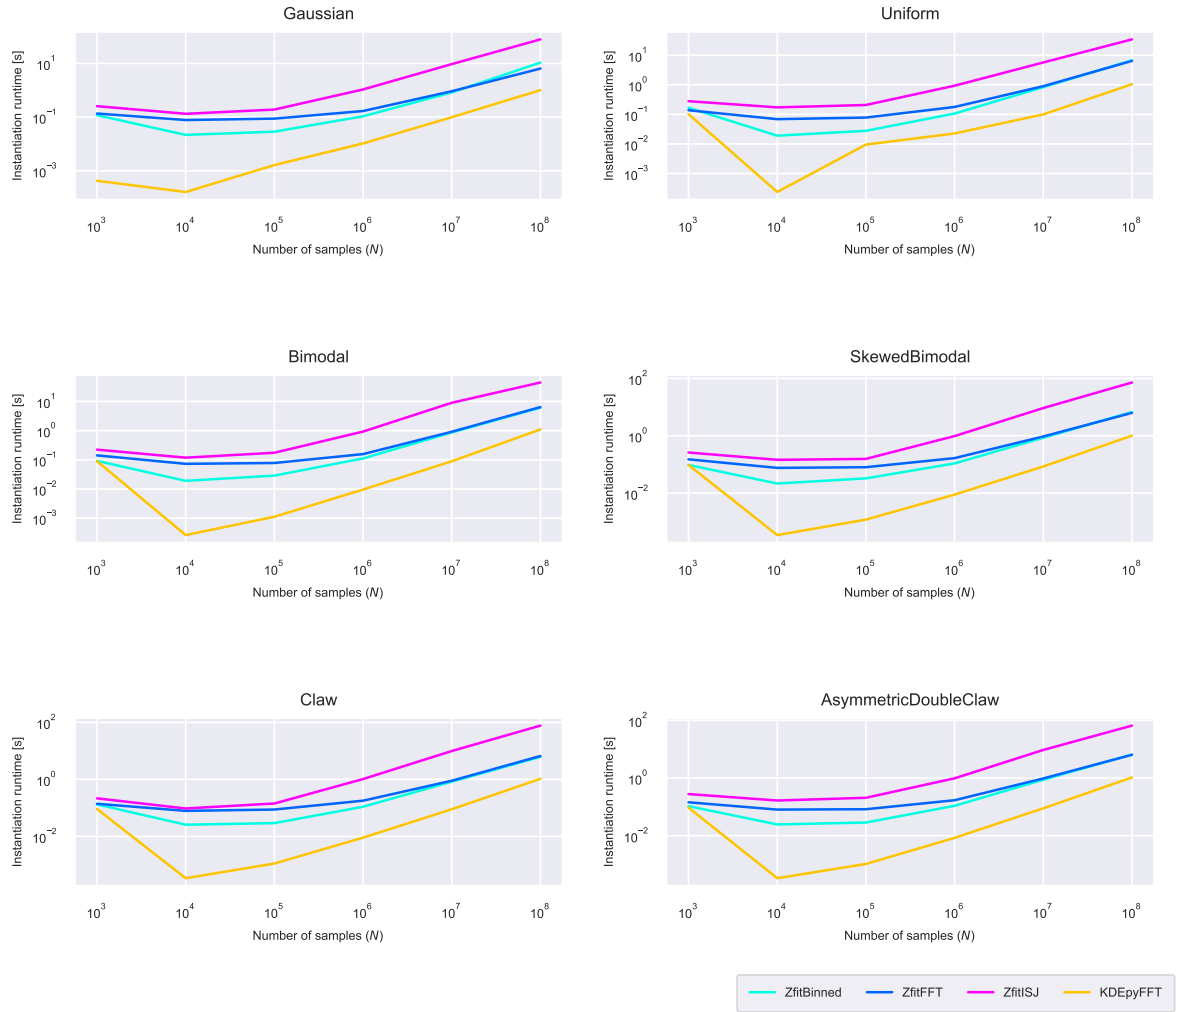 Gaussian
Instantiation runtime [s]
10^1
10^−1
10^−3
10^3 10^4 10^5 10^6 10^7 10^8
Number of samples (N)
Uniform
Instantiation runtime [s]
10^1
10^0
10^−1
10^−2
10^−3
10^3 10^4 10^5 10^6 10^7 10^8
Number of samples (N)
Bimodal
Instantiation runtime [s]
10^1
10^0
10^−1
10^−2
10^−3
10^3 10^4 10^5 10^6 10^7 10^8
Number of samples (N)
SkewedBimodal
Instantiation runtime [s]
10^2
10^0
10^−2
10^3 10^4 10^5 10^6 10^7 10^8
Number of samples (N)
Claw
Instantiation runtime [s]
10^2
10^0
10^−2
10^3 10^4 10^5 10^6 10^7 10^8
Number of samples (N)
AsymmetricDoubleClaw
Instantiation runtime [s]
10^2
10^0
10^−2
10^3 10^4 10^5 10^6 10^7 10^8
Number of samples (N)
ZfitBinned ZfitFFT ZfitISJ KDEpyFFT